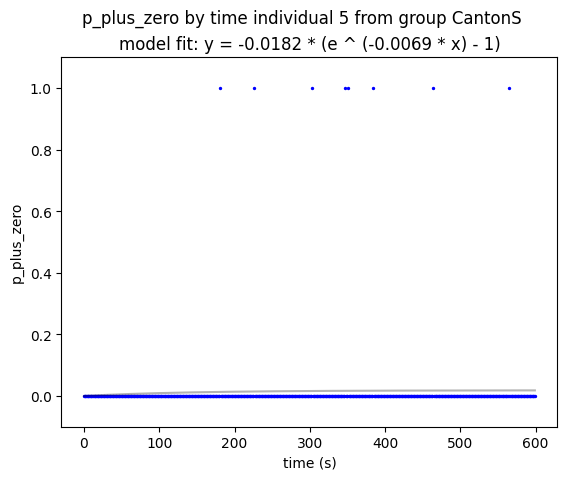 p_plus_zero by time individual 5 from group CantonS
model fit: y = -0.0182 * (e ^ (-0.0069 * x) - 1)
1.0
0.8
0.6
0.4
0.2
0.0
p_plus_zero
0 100 200 300 400 500 600
time (s)